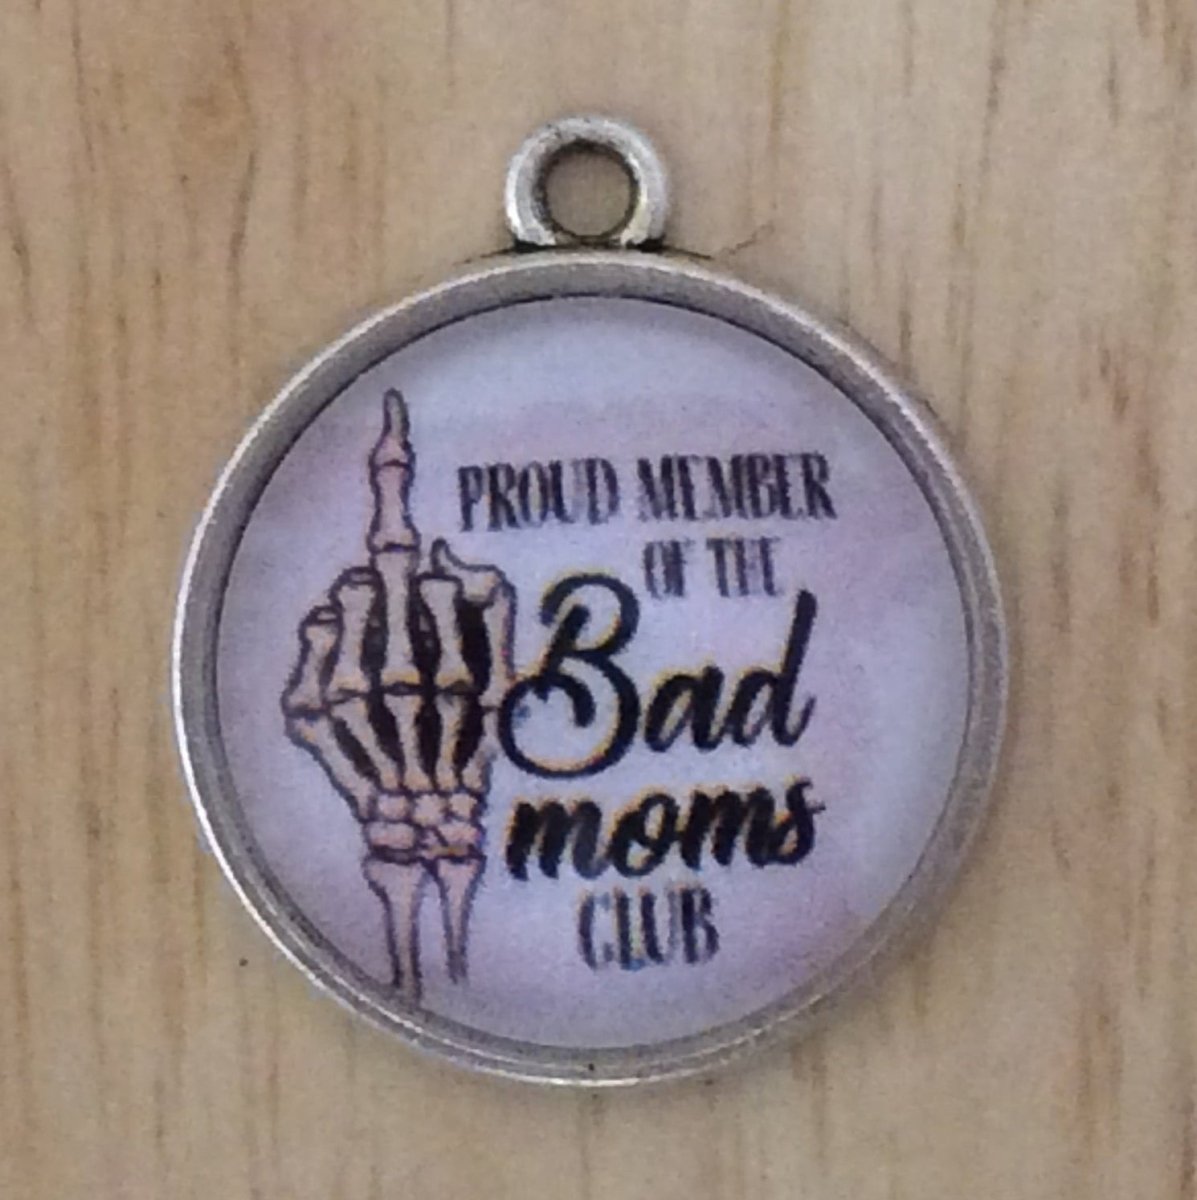 PROUD MEMBER
OF THE
Bad
moms
CLUB